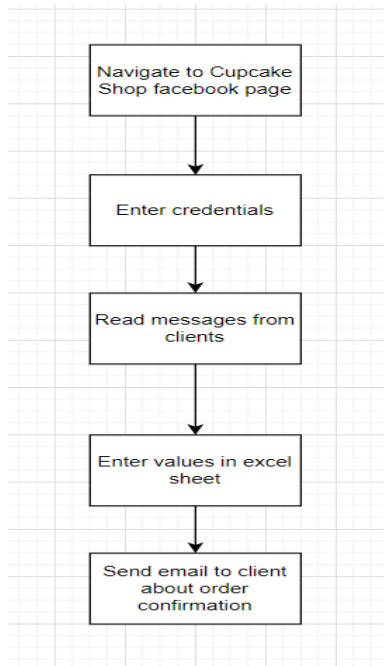 Navigate to Cupcake
Shop facebook page
Enter credentials
Read messages from
clients
Enter values in excel
sheet
Send email to client
about order
confirmation